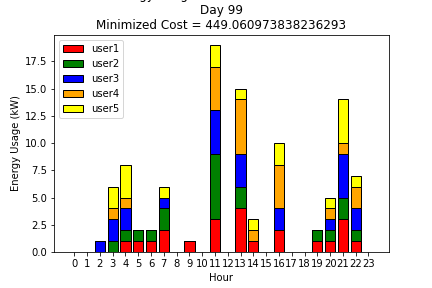 Day 99
Minimized Cost = 449.060973838236293
user1
user2
user3
user4
user5
Energy Usage (kW)
17.5
15.0
12.5
10.0
7.5
5.0
2.5
0.0
0 1 2 3 4 5 6 7 8 9 10 11 12 13 14 15 16 17 18 19 20 21 22 23
Hour